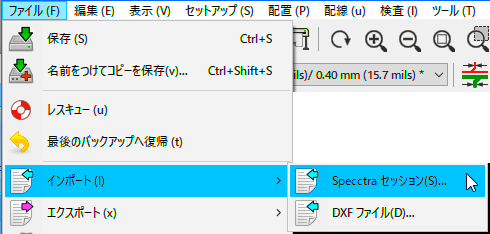 ファイル (F) 編集 (E) 表示 (V) セットアップ (S) 配置 (P) 配線 (u) 検査 (I) ツール (T)
保存 (S) Ctrl+S
名前をつけてコピーを保存(v)... Ctrl+Shift+S
ils)/ 0.40 mm (15.7 mils) *
レスキュー (u)
最後のバックアップへ復帰 (t)
インポート (I)
Specctra セッション(S)...
エクスポート (x)
DXF ファイル(D)...